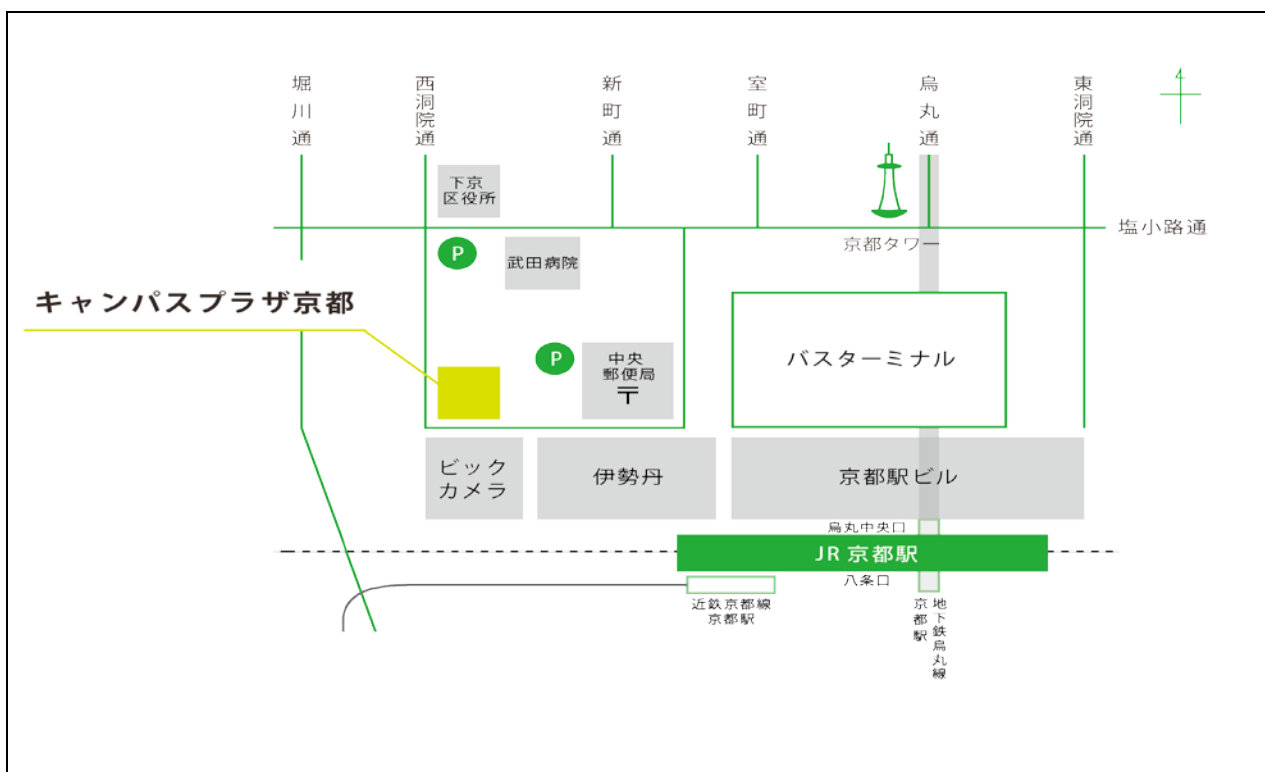 堀川通
西洞院通
新町通
室町通
烏丸通
東洞院通
4
下京
区役所
塩小路通
P
武田病院
京都タワー
キャンパスプラザ京都
P
中央
郵便局
〒
バスターミナル
ビック
カメラ
伊勢丹
京都駅ビル
烏丸中央口
JR 京都駅
八条口
近鉄京都線
京都駅
地下鉄烏丸線
京都駅